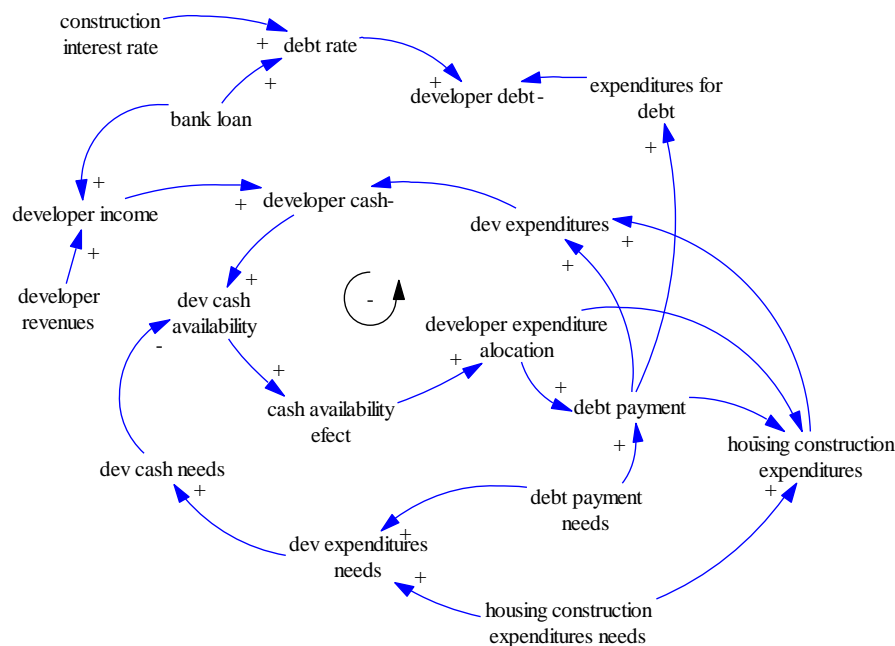 construction
interest rate
+
debt rate
+
+
developer debt -
expenditures for
debt
bank loan
+
+
developer income
+
developer cash-
dev expenditures
+
+
+
developer
revenues
+
dev cash
availability
-
-
developer expenditure
alocation
+
+
cash availability
efect
+
debt payment
+
-
housing construction
expenditures
+
dev cash needs
+
debt payment
needs
+
dev expenditures
needs
+
housing construction
expenditures needs